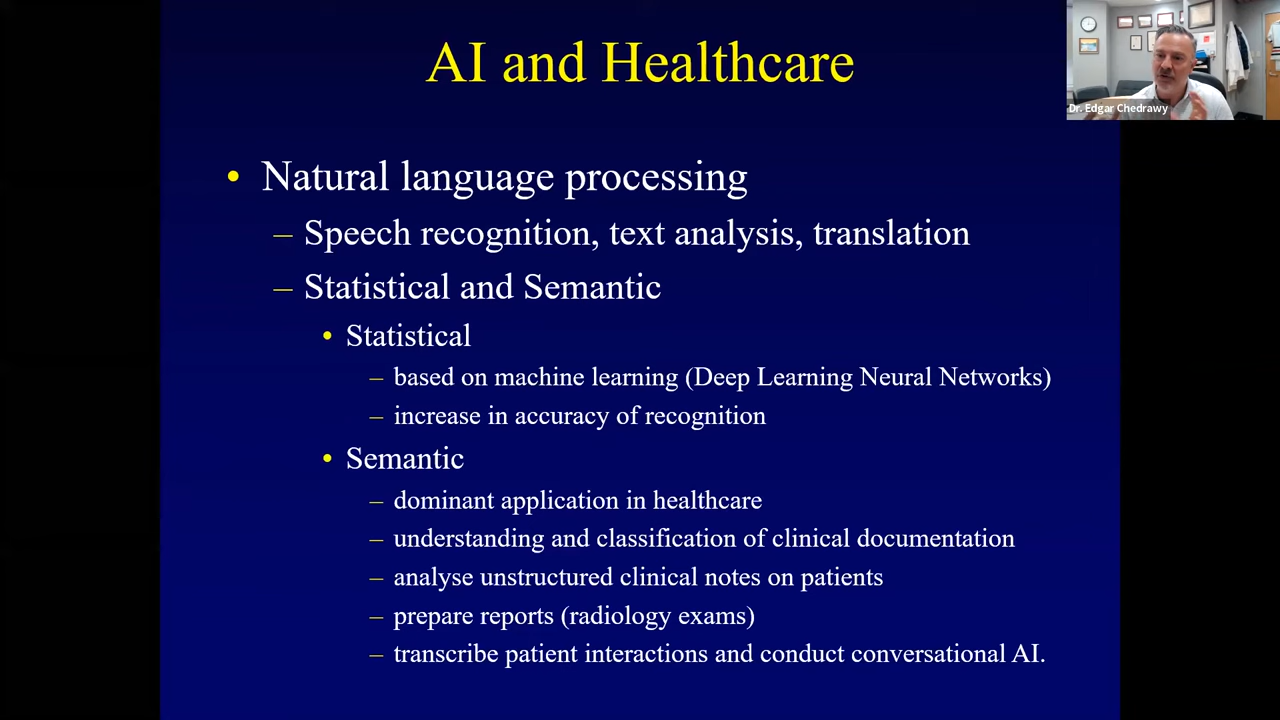 AI and Healthcare
Dr. Edgar Chedrawy
• Natural language processing
– Speech recognition, text analysis, translation
– Statistical and Semantic
• Statistical
– based on machine learning (Deep Learning Neural Networks)
– increase in accuracy of recognition
• Semantic
– dominant application in healthcare
– understanding and classification of clinical documentation
– analyse unstructured clinical notes on patients
– prepare reports (radiology exams)
– transcribe patient interactions and conduct conversational AI.